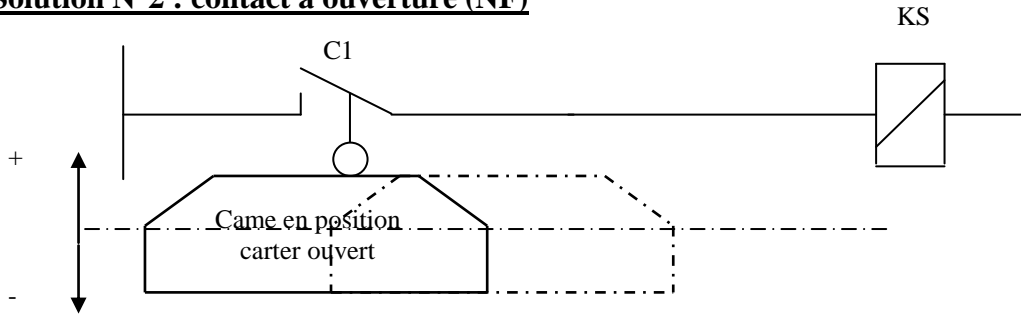 solution N°2 : contact à ouverture (NF)
KS
C1
+
Came en position
carter ouvert
-